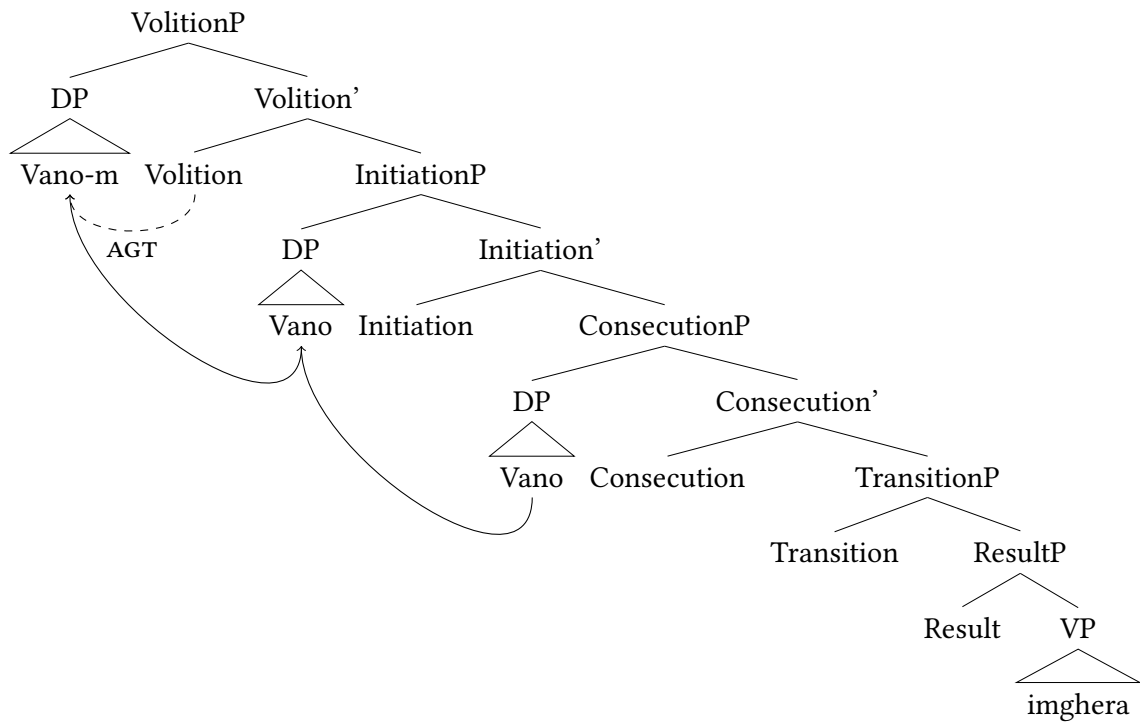 VolitionP
DP Volition’
Vano-m Volition InitiationP
AGT DP Initiation’
Vano Initiation ConsecutionP
DP Consecution’
Vano Consecution TransitionP
Transition ResultP
Result VP
imghera